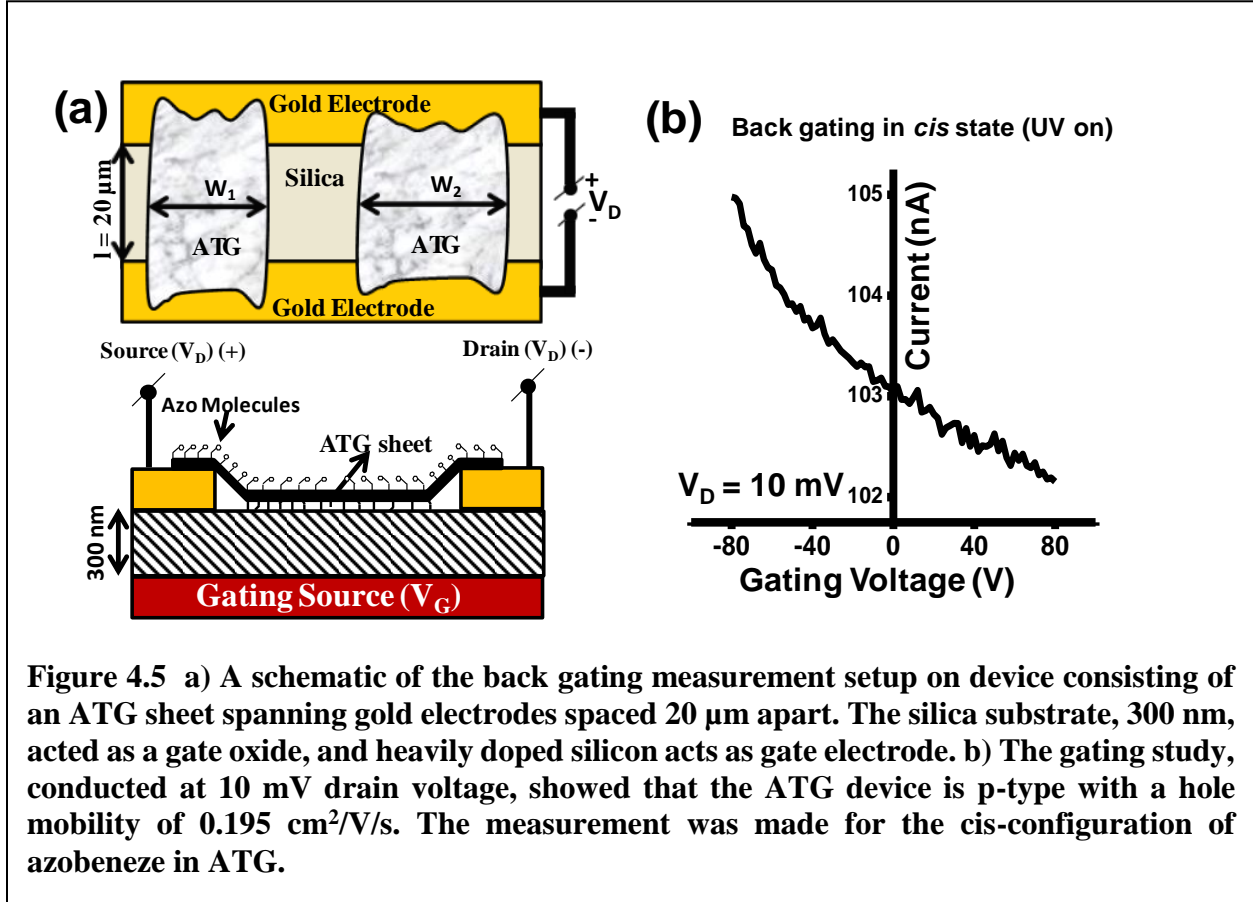 (a)
Gold Electrode
l = 20 µm
W1
Silica
W2
ATG
ATG
+
VD
-
Gold Electrode
Source (VD) (+)
Drain (VD) (-)
Azo Molecules
ATG sheet
300 nm
Gating Source (VG)
(b)
Back gating in cis state (UV on)
105
104
103
102
Current (nA)
VD = 10 mV
-80 -40 0 40 80
Gating Voltage (V)
Figure 4.5 a) A schematic of the back gating measurement setup on device consisting of
an ATG sheet spanning gold electrodes spaced 20 µm apart. The silica substrate, 300 nm,
acted as a gate oxide, and heavily doped silicon acts as gate electrode. b) The gating study,
conducted at 10 mV drain voltage, showed that the ATG device is p-type with a hole
mobility of 0.195 cm²/V/s. The measurement was made for the cis-configuration of
azobeneze in ATG.